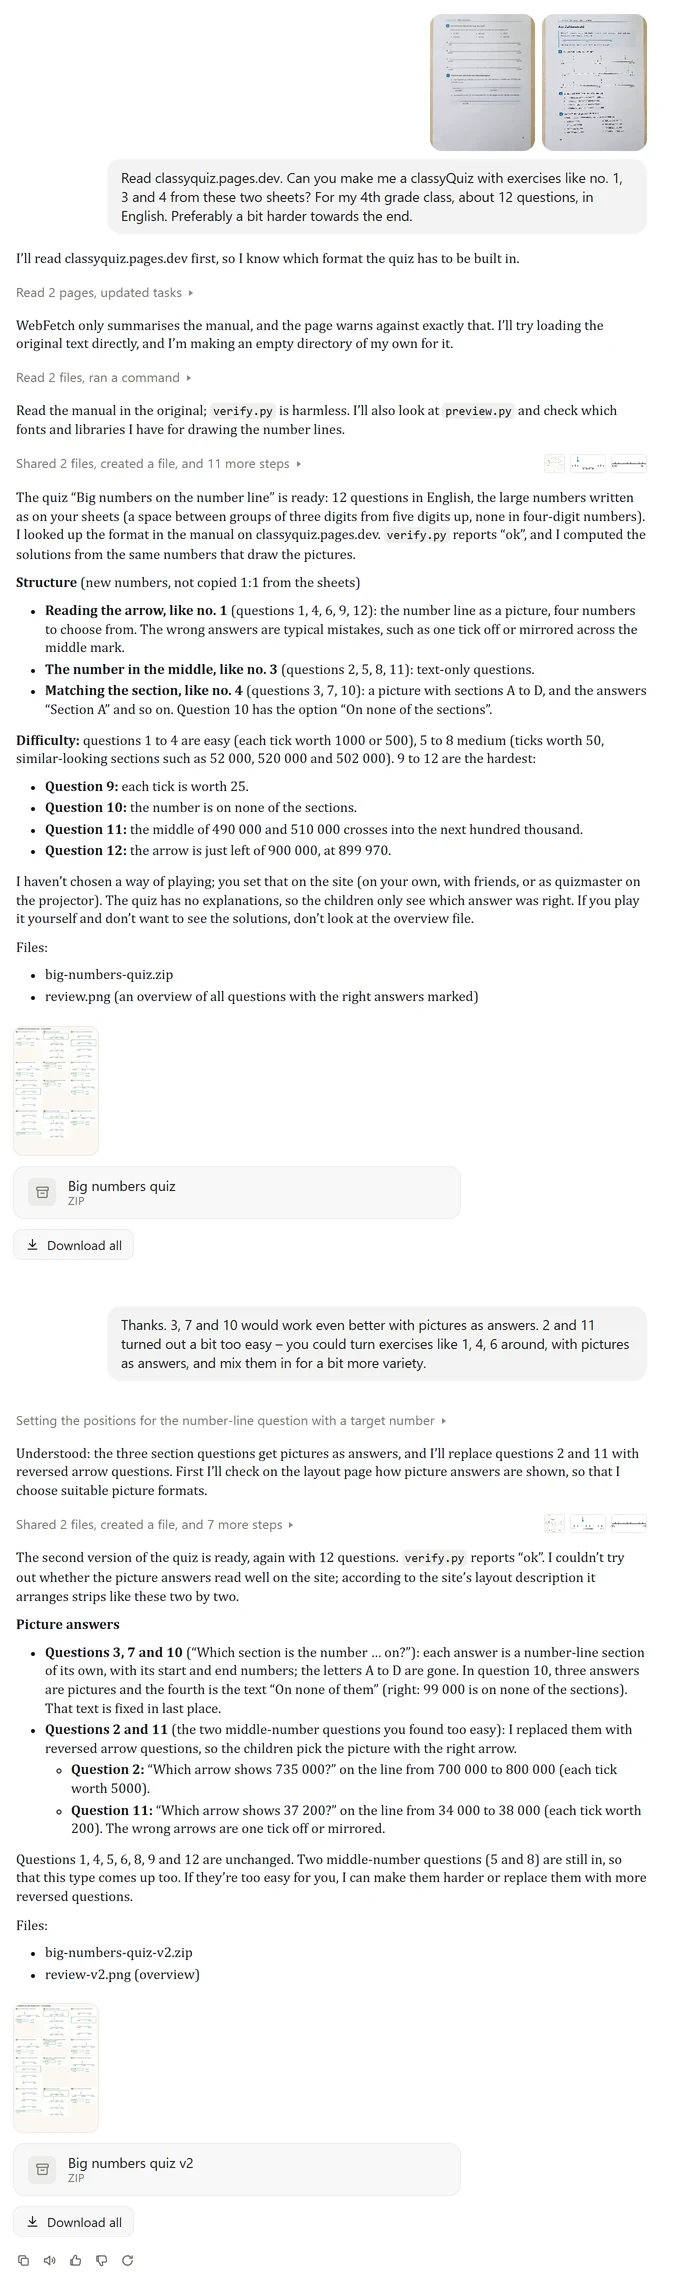 Read classyquiz.pages.dev. Can you make me a classyQuiz with exercises like no. 1,
3 and 4 from these two sheets? For my 4th grade class, about 12 questions, in
English. Preferably a bit harder towards the end.
I’ll read classyquiz.pages.dev first, so I know which format the quiz has to be built in.
Read 2 pages, updated tasks
WebFetch only summarises the manual, and the page warns against exactly that. I’ll try loading the
original text directly, and I’m making an empty directory of my own for it.
Read 2 files, ran a command
Read the manual in the original; verify.py is harmless. I’ll also look at preview.py and check which
fonts and libraries I have for drawing the number lines.
Shared 2 files, created a file, and 11 more steps
The quiz “Big numbers on the number line” is ready: 12 questions in English, the large numbers written
as on your sheets (a space between groups of three digits from five digits up, none in four-digit numbers).
I looked up the format in the manual on classyquiz.pages.dev. verify.py reports “ok”, and I computed the
solutions from the same numbers that draw the pictures.
Structure (new numbers, not copied 1:1 from the sheets)
• Reading the arrow, like no. 1 (questions 1, 4, 6, 9, 12): the number line as a picture, four numbers
to choose from. The wrong answers are typical mistakes, such as one tick off or mirrored across the
middle mark.
• The number in the middle, like no. 3 (questions 2, 5, 8, 11): text-only questions.
• Matching the section, like no. 4 (questions 3, 7, 10): a picture with sections A to D, and the answers
“Section A” and so on. Question 10 has the option “On none of the sections”.
Difficulty: questions 1 to 4 are easy (each tick worth 1000 or 500), 5 to 8 medium (ticks worth 50,
similar-looking sections such as 52 000, 520 000 and 502 000). 9 to 12 are the hardest:
• Question 9: each tick is worth 25.
• Question 10: the number is on none of the sections.
• Question 11: the middle of 490 000 and 510 000 crosses into the next hundred thousand.
• Question 12: the arrow is just left of 900 000, at 899 970.
I haven’t chosen a way of playing; you set that on the site (on your own, with friends, or as quizmaster on
the projector). The quiz has no explanations, so the children only see which answer was right. If you play
it yourself and don’t want to see the solutions, don’t look at the overview file.
Files:
• big-numbers-quiz.zip
• review.png (an overview of all questions with the right answers marked)
Big numbers quiz
ZIP
Download all
Thanks. 3, 7 and 10 would work even better with pictures as answers. 2 and 11
turned out a bit too easy – you could turn exercises like 1, 4, 6 around, with pictures
as answers, and mix them in for a bit more variety.
Setting the positions for the number-line question with a target number
Understood: the three section questions get pictures as answers, and I’ll replace questions 2 and 11 with
reversed arrow questions. First I’ll check on the layout page how picture answers are shown, so that I
choose suitable picture formats.
Shared 2 files, created a file, and 7 more steps
The second version of the quiz is ready, again with 12 questions. verify.py reports “ok”. I couldn’t try
out whether the picture answers read well on the site; according to the site’s layout description it
arranges strips like these two by two.
Picture answers
• Questions 3, 7 and 10 (“Which section is the number ... on?”): each answer is a number-line section
of its own, with its start and end numbers; the letters A to D are gone. In question 10, three answers
are pictures and the fourth is the text “On none of them” (right: 99 000 is on none of the sections).
That text is fixed in last place.
• Questions 2 and 11 (the two middle-number questions you found too easy): I replaced them with
reversed arrow questions, so the children pick the picture with the right arrow.
◦ Question 2: “Which arrow shows 735 000?” on the line from 700 000 to 800 000 (each tick
worth 5000).
◦ Question 11: “Which arrow shows 37 200?” on the line from 34 000 to 38 000 (each tick worth
200). The wrong arrows are one tick off or mirrored.
Questions 1, 4, 5, 6, 8, 9 and 12 are unchanged. Two middle-number questions (5 and 8) are still in, so
that this type comes up too. If they’re too easy for you, I can make them harder or replace them with more
reversed questions.
Files:
• big-numbers-quiz-v2.zip
• review-v2.png (overview)
Big numbers quiz v2
ZIP
Download all